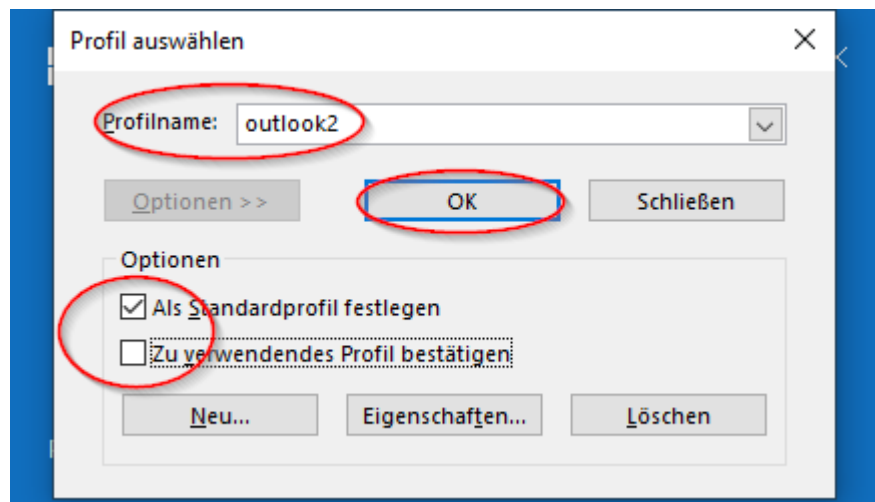 Profil auswählen
Profilname: outlook2
Optionen >> OK Schließen
Optionen
Als Standardprofil festlegen
Zu verwendendes Profil bestätigen
Neu... Eigenschaften... Löschen